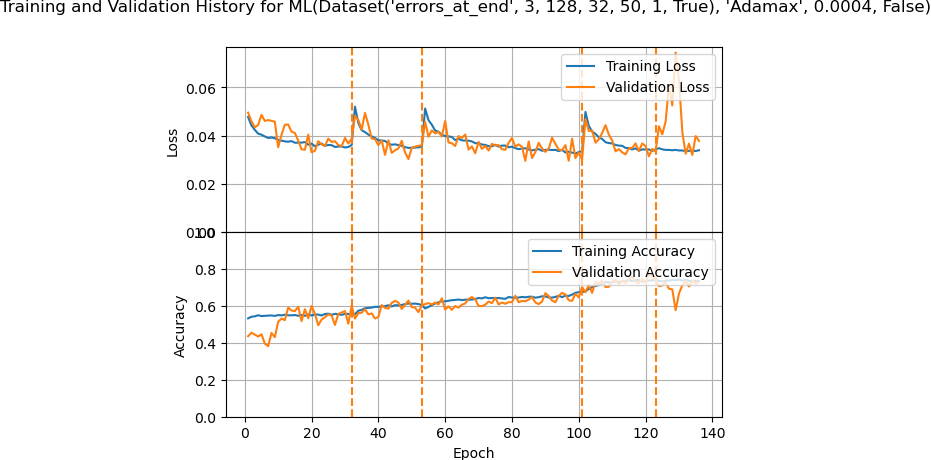 Training and Validation History for ML(Dataset('errors_at_end', 3, 128, 32, 50, 1, True), 'Adamax', 0.0004, False)
Training Loss
Validation Loss
0.06
0.04
0.02
0.00
Loss
Training Accuracy
Validation Accuracy
1.0
0.8
0.6
0.4
0.2
0.0
Accuracy
0 20 40 60 80 100 120 140
Epoch